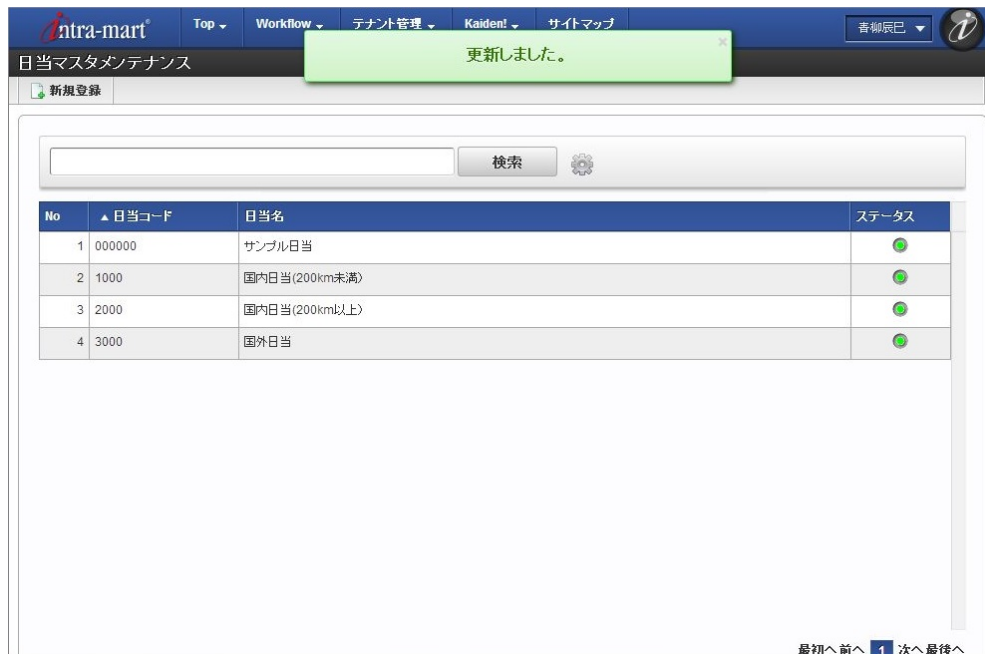 intra-mart® Top Workflow テナント管理 Kaiden! サイトマップ 青柳辰巳
更新しました。
日当マスタメンテナンス
新規登録
検索
No ▲日当コード 日当名 ステータス
1 000000 サンプル日当
2 1000 国内日当(200km未満)
3 2000 国内日当(200km以上)
4 3000 国外日当
最初へ 前へ 1 次へ 最後へ